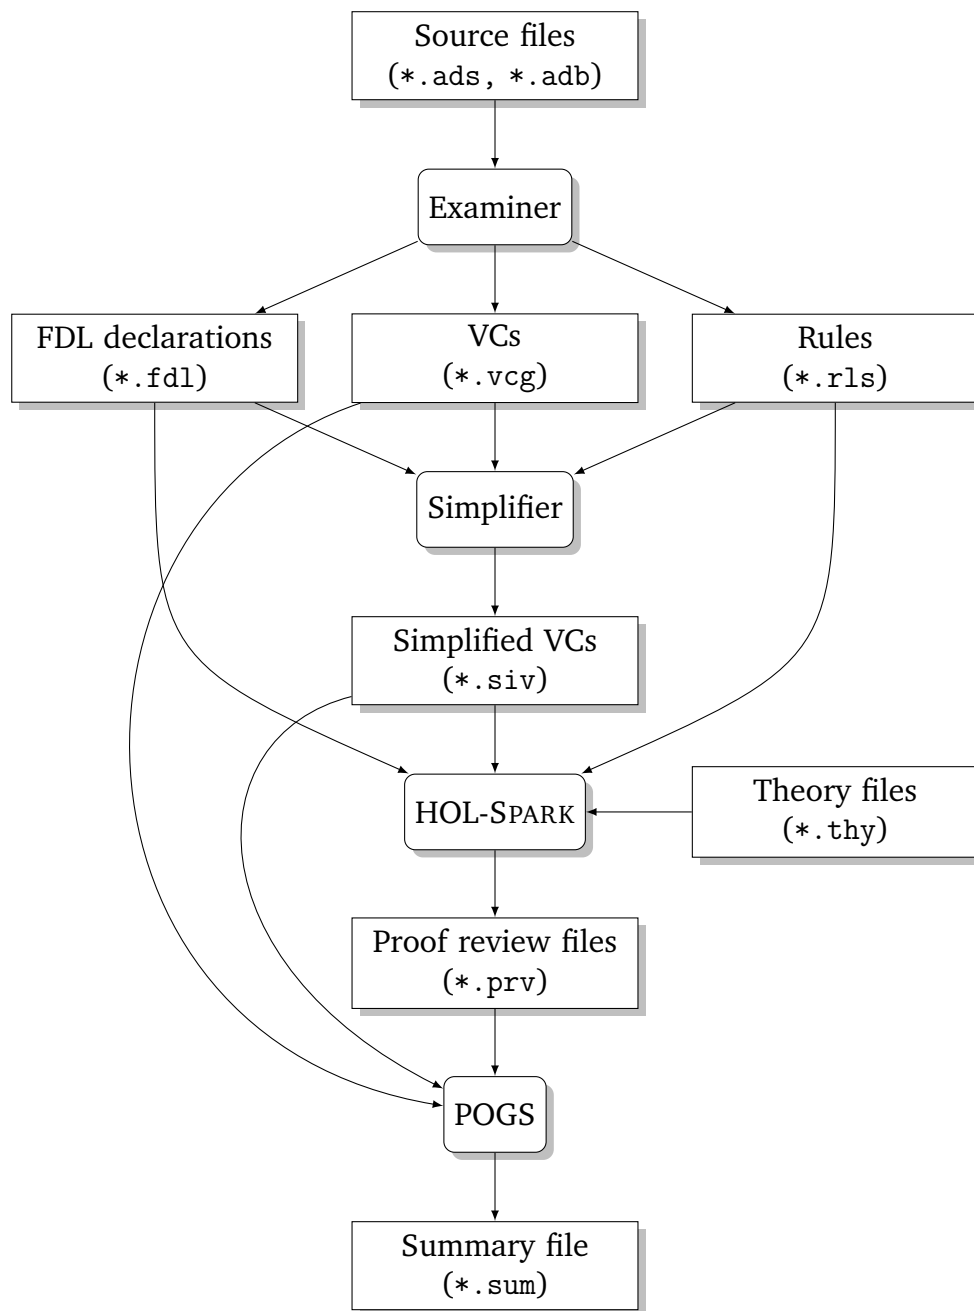 Source files
(*.ads, *.adb)
Examiner
FDL declarations
(*.fdl)
VCs
(*.vcg)
Rules
(*.rls)
Simplifier
Simplified VCs
(*.siv)
HOL-SPARK
Theory files
(*.thy)
Proof review files
(*.prv)
POGS
Summary file
(*.sum)